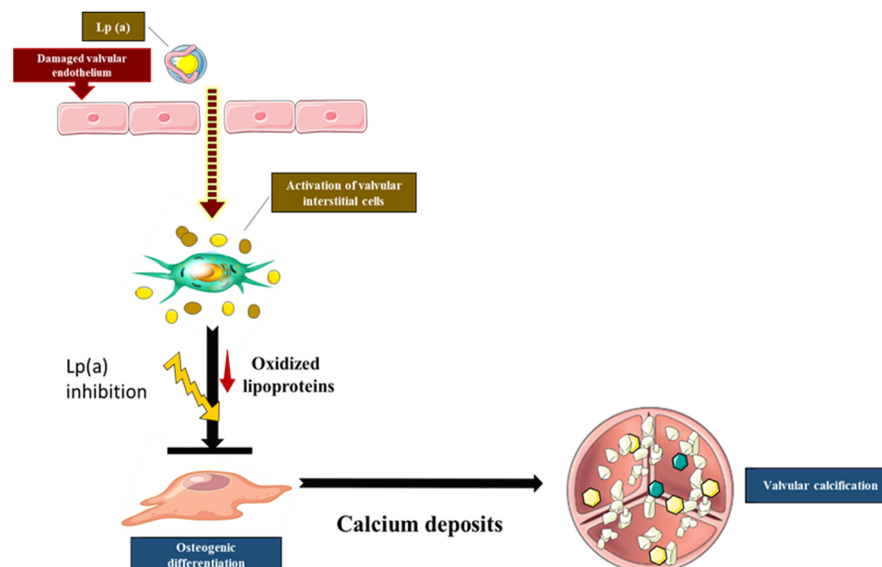 Lp (a)
Damaged valvular
endothelium
Activation of valvular
interstitial cells
Lp(a)
inhibition
Oxidized
lipoproteins
Calcium deposits
Valvular calcification
Osteogenic
differentiation